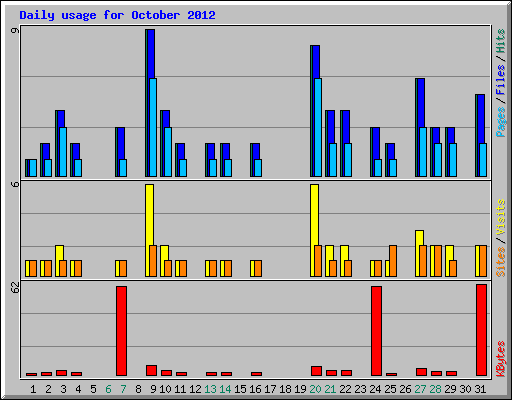 Daily usage for October 2012
9
Pages / Files / Hits
6
Sites / Visits
62
KBytes
1 2 3 4 5 6 7 8 9 10 11 12 13 14 15 16 17 18 19 20 21 22 23 24 25 26 27 28 29 30 31